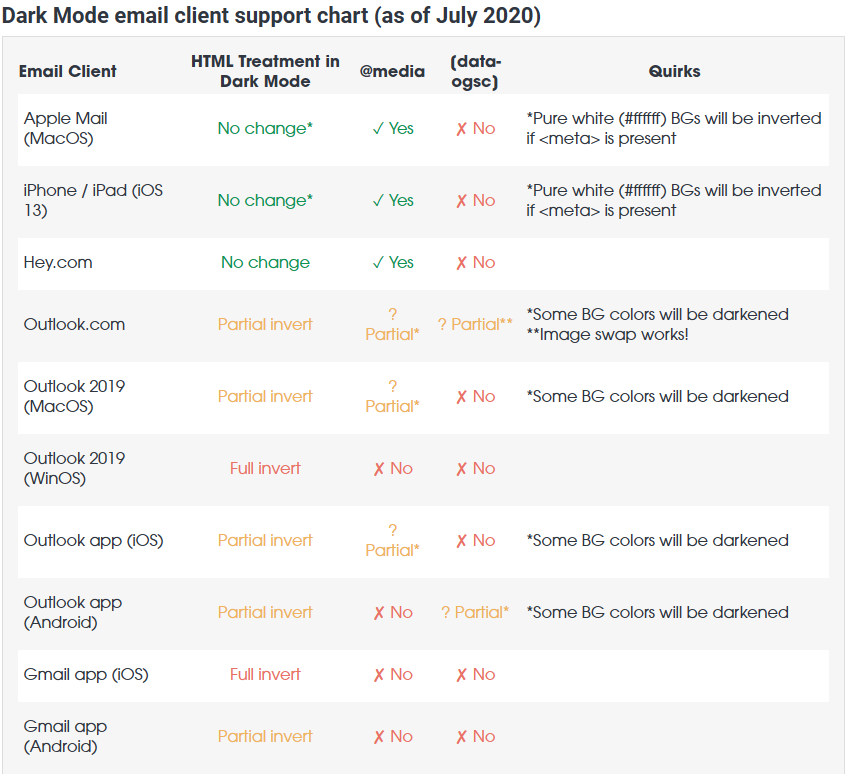 Dark Mode email client support chart (as of July 2020)
Email Client
HTML Treatment in
Dark Mode
@media
[data-
ogsc]
Quirks
Apple Mail
(MacOS)
No change*
✓ Yes
✗ No
*Pure white (#ffffff) BGs will be inverted
if <meta> is present
iPhone / iPad (iOS
13)
No change*
✓ Yes
✗ No
*Pure white (#ffffff) BGs will be inverted
if <meta> is present
Hey.com
No change
✓ Yes
✗ No
Outlook.com
Partial invert
?
Partial*
? Partial**
*Some BG colors will be darkened
**Image swap works!
Outlook 2019
(MacOS)
Partial invert
?
Partial*
✗ No
*Some BG colors will be darkened
Outlook 2019
(WinOS)
Full invert
✗ No
✗ No
Outlook app (iOS)
Partial invert
?
Partial*
✗ No
*Some BG colors will be darkened
Outlook app
(Android)
Partial invert
✗ No
? Partial*
*Some BG colors will be darkened
Gmail app (iOS)
Full invert
✗ No
✗ No
Gmail app
(Android)
Partial invert
✗ No
✗ No